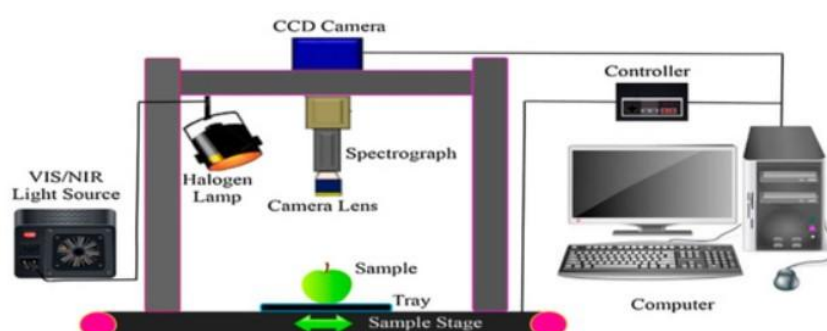 CCD Camera
Controller
VIS/NIR
Light Source
Halogen
Lamp
Spectrograph
Camera Lens
Sample
Tray
Sample Stage
Computer